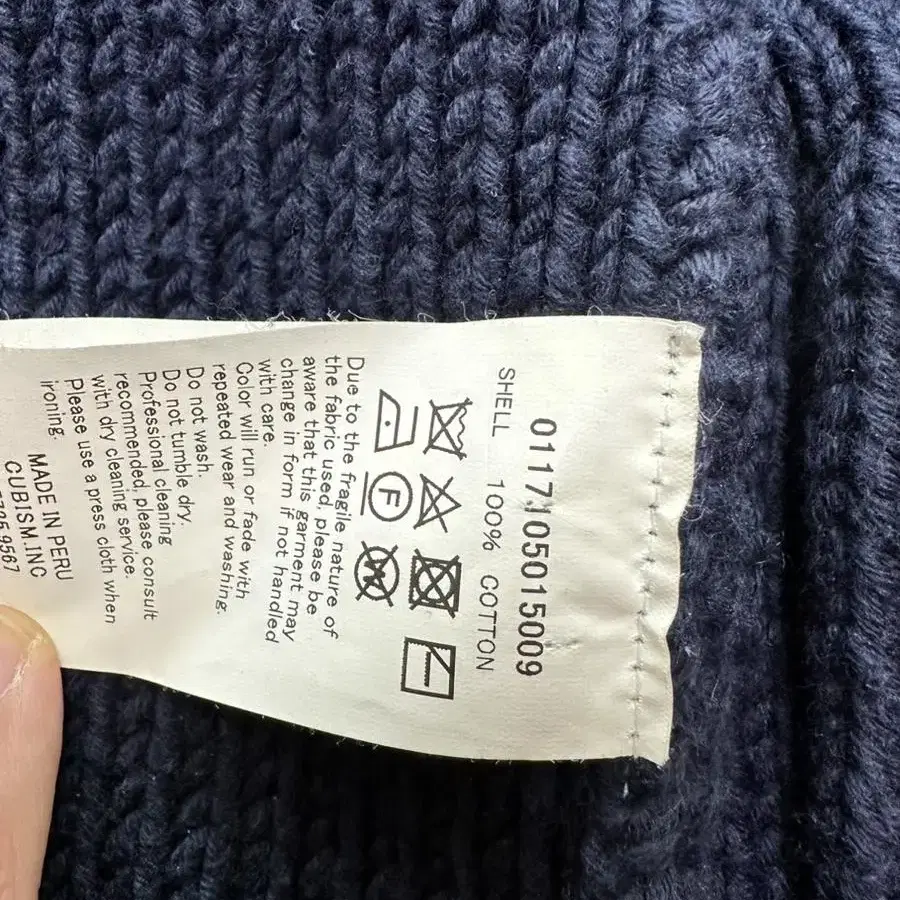 0117105015009
SHELL 100% COTTON
F
W
Due to the fragile nature of
the fabric used, please be
aware that this garment may
change in form if not handled
with care.
Color will run or fade with
repeated wear and washing.
Do not wash.
Do not tumble dry.
Professional cleaning
recommended, please consult
with dry cleaning service.
Please use a press cloth when
ironing.
MADE IN PERU
CUBISM.INC
9567